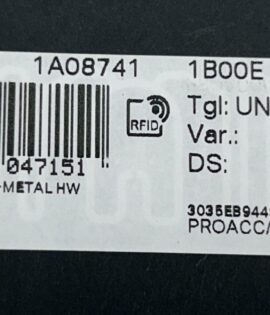 1A08741 1B00E
RFID
Tgl: UN
Var.:
DS:
047151
-METAL HW
3035EB944
PROACC/